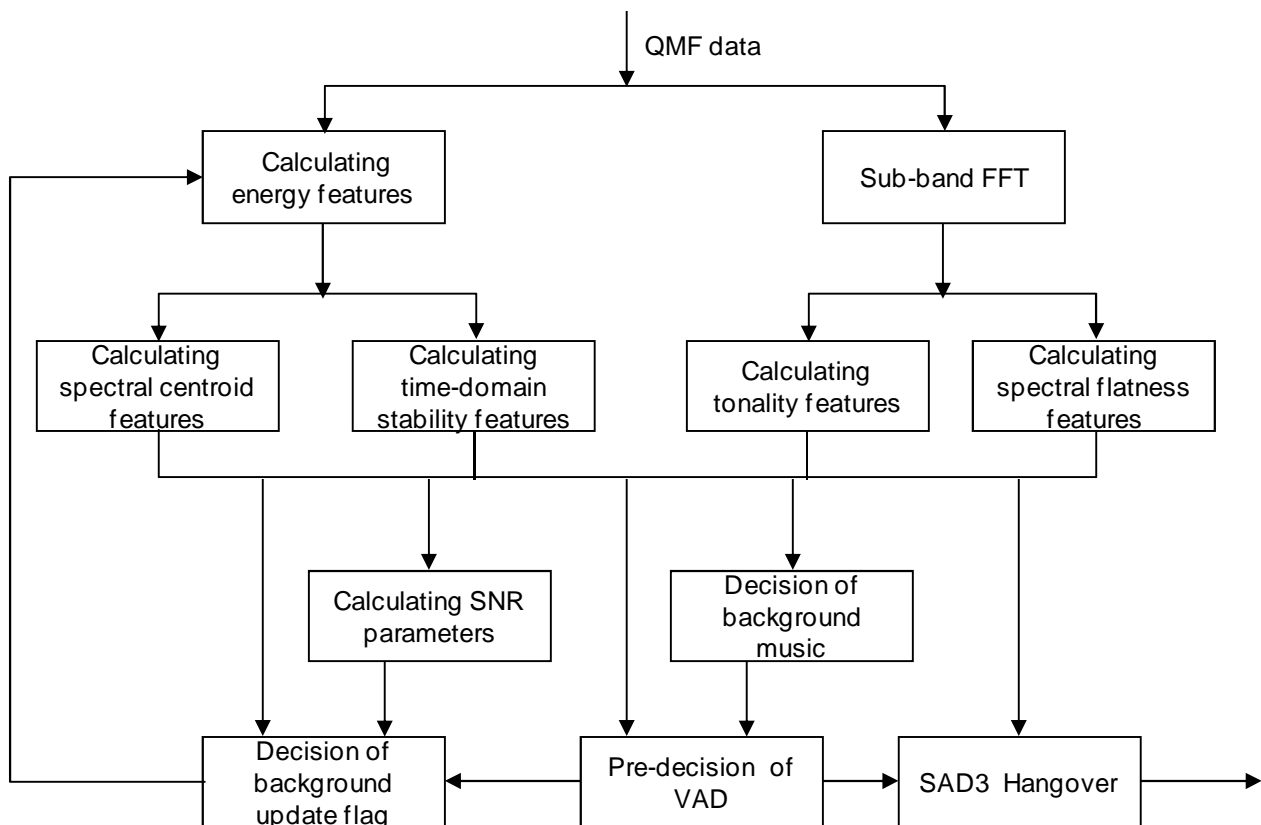 QMF data
Calculating
energy features
Sub-band FFT
Calculating
spectral centroid
features
Calculating
time-domain
stability features
Calculating
tonality features
Calculating
spectral flatness
features
Calculating SNR
parameters
Decision of
background
music
Decision of
background
update flag
Pre-decision of
VAD
SAD3 Hangover